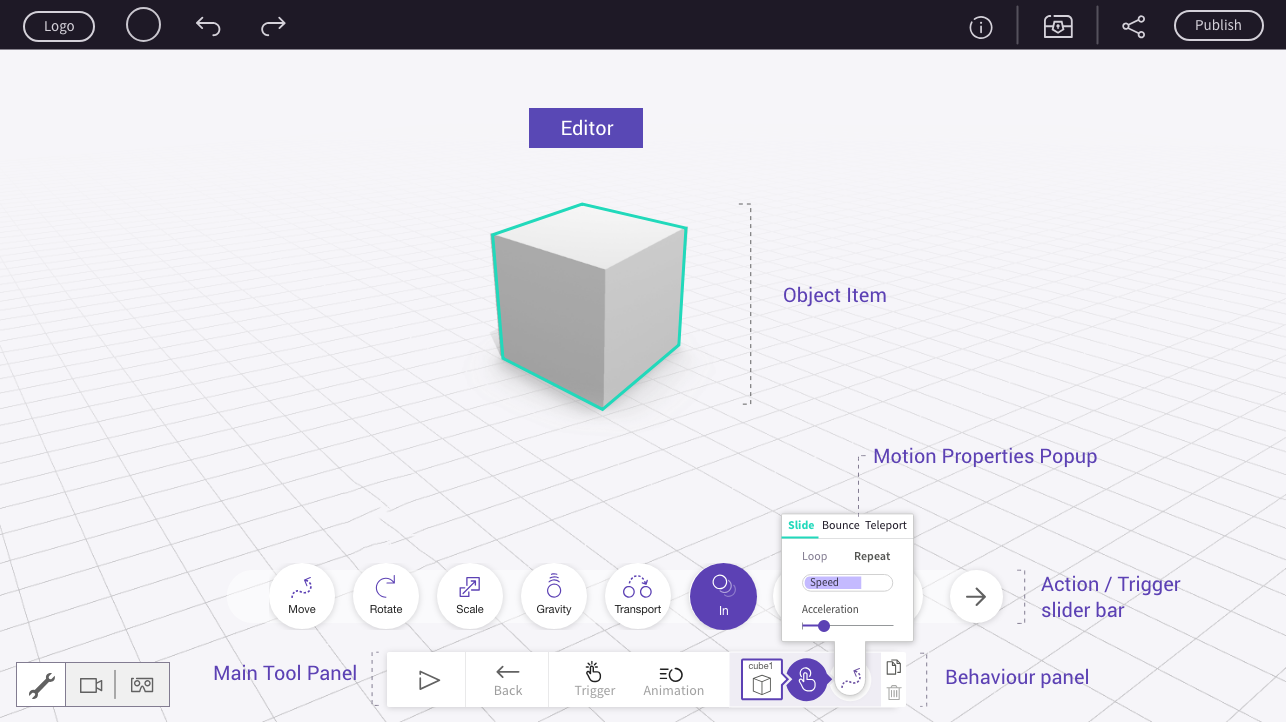 Logo
Publish
Editor
Object Item
Motion Properties Popup
Slide Bounce Teleport
Loop Repeat
Speed
Acceleration
Move Rotate Scale Gravity Transport In
Action / Trigger
slider bar
Main Tool Panel
Back Trigger Animation
cube1
Behaviour panel